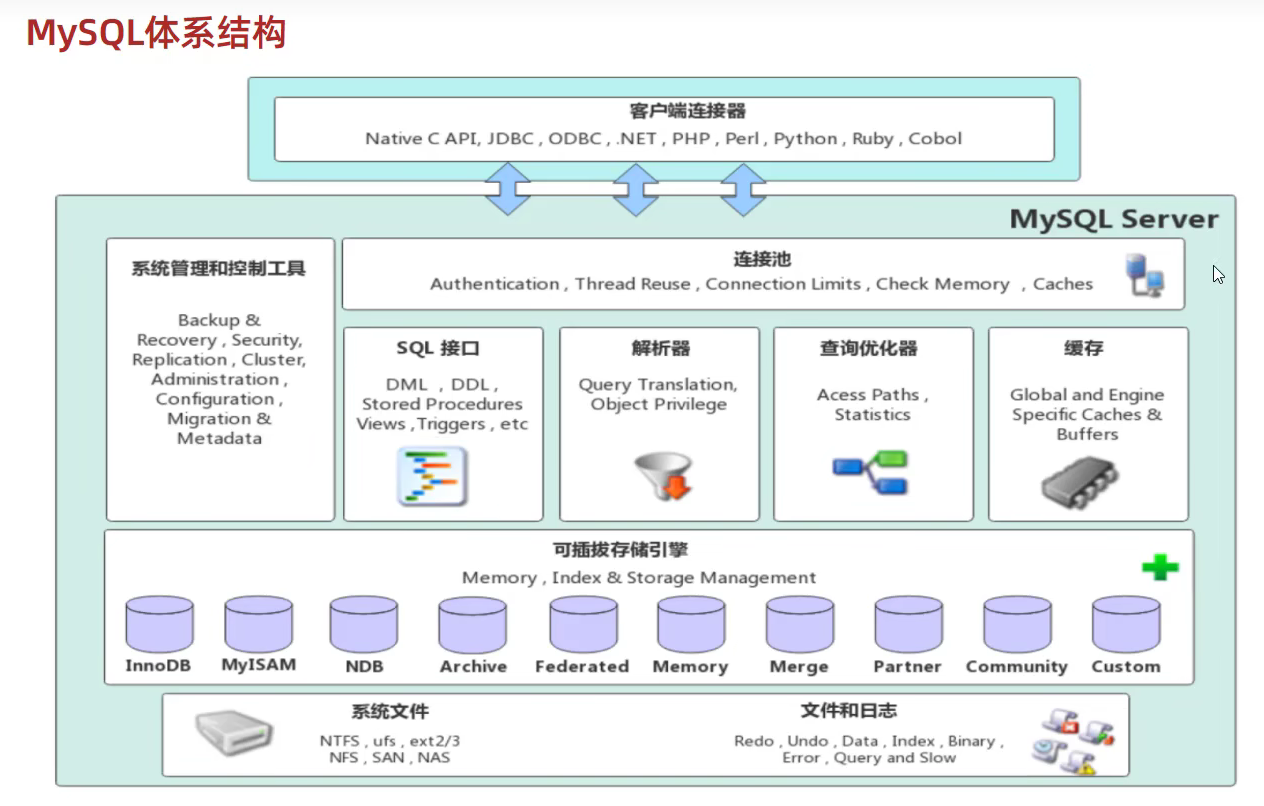 MySQL体系结构
客户端连接器
Native C API, JDBC , ODBC , .NET , PHP , Perl , Python , Ruby , Cobol
MySQL Server
系统管理和控制工具
Backup &
Recovery , Security,
Replication , Cluster,
Administration ,
Configuration ,
Migration &
Metadata
连接池
Authentication , Thread Reuse , Connection Limits , Check Memory , Caches
SQL 接口
DML , DDL ,
Stored Procedures
Views ,Triggers , etc
解析器
Query Translation,
Object Privilege
查询优化器
Acess Paths ,
Statistics
缓存
Global and Engine
Specific Caches &
Buffers
可插拔存储引擎
Memory , Index & Storage Management
InnoDB
MyISAM
NDB
Archive
Federated
Memory
Merge
Partner
Community
Custom
系统文件
NTFS , ufs , ext2/3
NFS , SAN , NAS
文件和日志
Redo , Undo , Data , Index , Binary ,
Error , Query and Slow